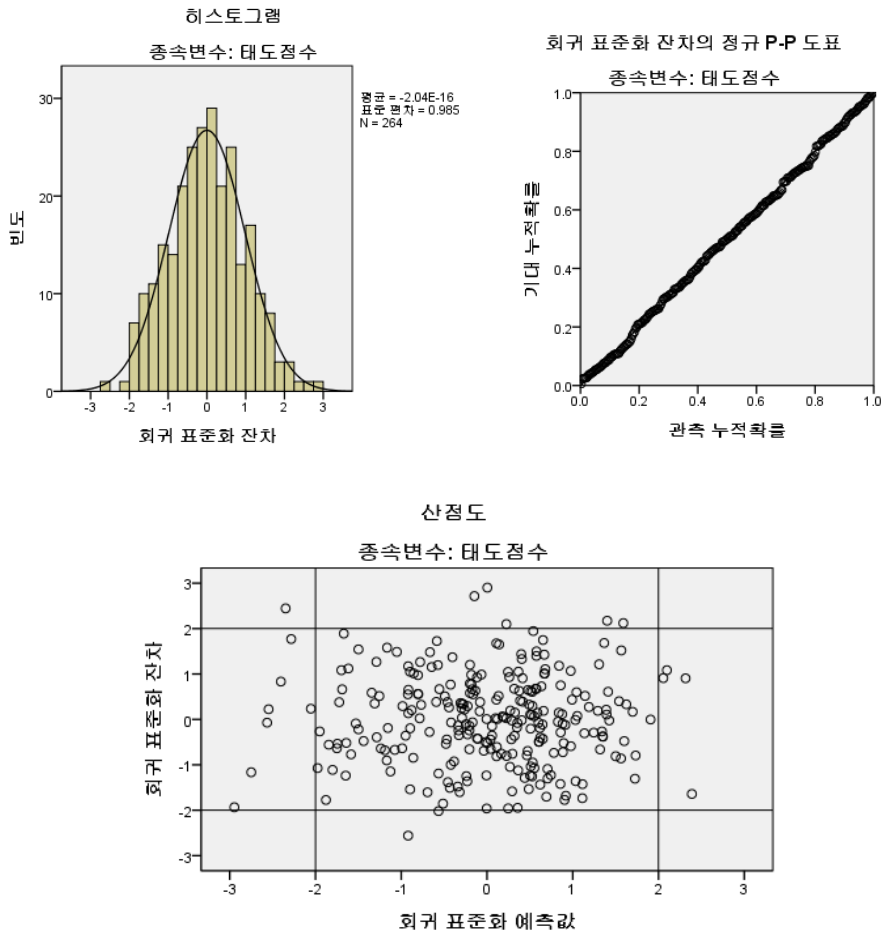 히스토그램
종속변수: 태도점수
평균 = -2.04E-16
표준 편차 = 0.985
N = 264
빈도
30
20
10
0
-3 -2 -1 0 1 2 3
회귀 표준화 잔차
회귀 표준화 잔차의 정규 P-P 도표
종속변수: 태도점수
기대 누적확률
1.0
0.8
0.6
0.4
0.2
0.0
0.0 0.2 0.4 0.6 0.8 1.0
관측 누적확률
산점도
종속변수: 태도점수
회귀 표준화 잔차
3
2
1
0
-1
-2
-3
-3 -2 -1 0 1 2 3
회귀 표준화 예측값